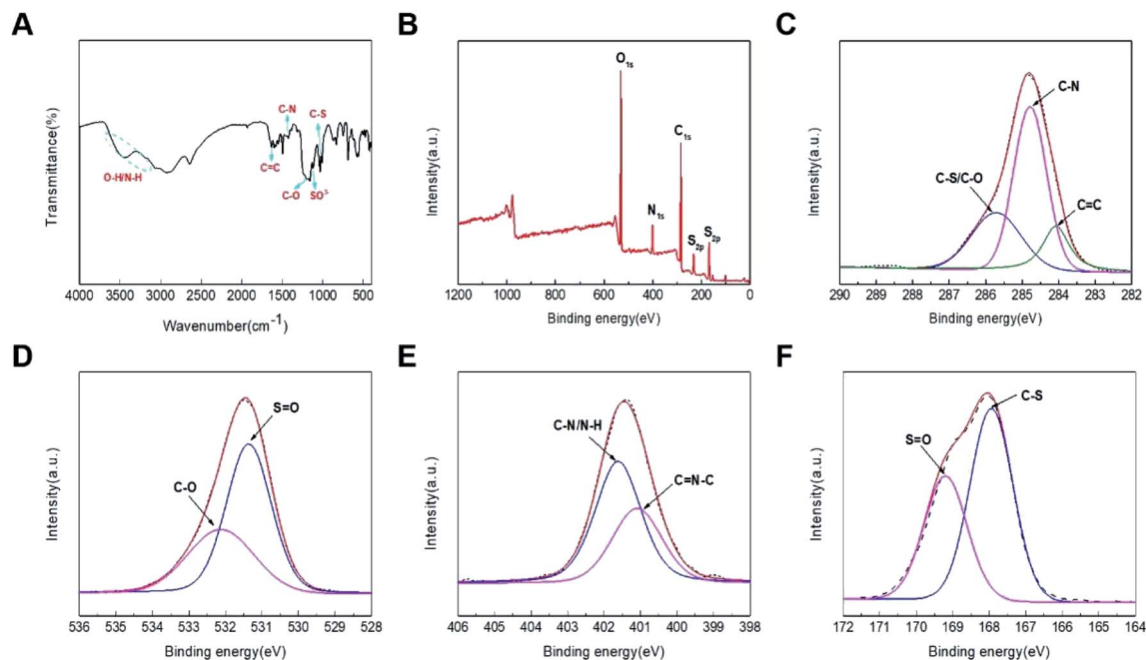 A
Transmittance(%)
C-N
C-S
O-H/N-H
C=C
C-O
SO³⁻
4000 3500 3000 2500 2000 1500 1000 500
Wavenumber(cm⁻¹)
B
Intensity(a.u.)
O1s
C1s
N1s
S2p
S2p
1200 1000 800 600 400 200 0
Binding energy(eV)
C
Intensity(a.u.)
C-N
C-S/C-O
C=C
290 289 288 287 286 285 284 283 282
Binding energy(eV)
D
Intensity(a.u.)
S=O
C-O
536 535 534 533 532 531 530 529 528
Binding energy(eV)
E
Intensity(a.u.)
C-N/N-H
C=N-C
406 405 404 403 402 401 400 399 398
Binding energy(eV)
F
Intensity(a.u.)
C-S
S=O
172 171 170 169 168 167 166 165 164
Binding energy(eV)